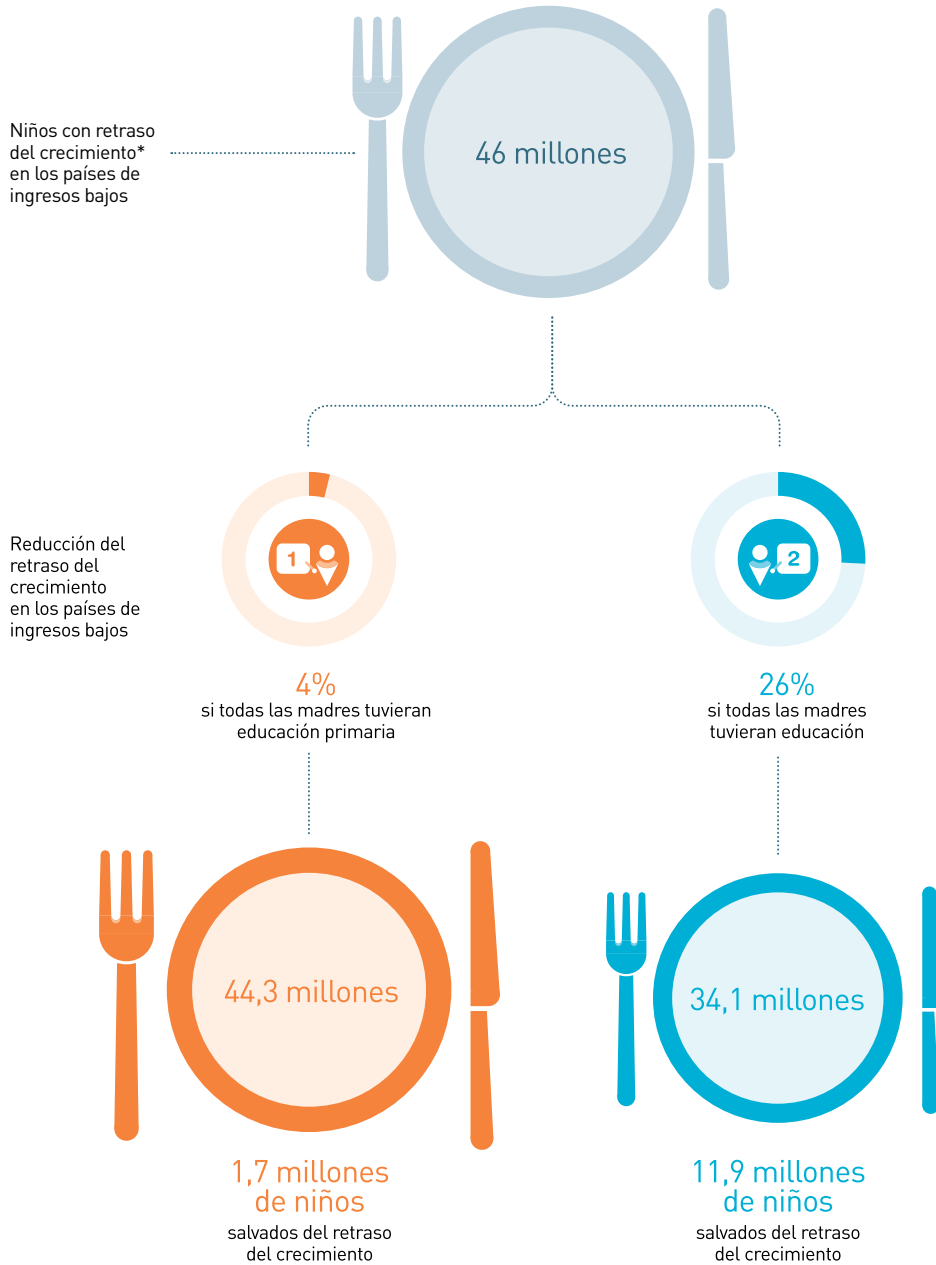 Niños con retraso
del crecimiento*
en los países de
ingresos bajos
46 millones
Reducción del
retraso del
crecimiento
en los países de
ingresos bajos
1
2
4%
si todas las madres tuvieran
educación primaria
26%
si todas las madres
tuvieran educación
44,3 millones
34,1 millones
1,7 millones
de niños
salvados del retraso
del crecimiento
11,9 millones
de niños
salvados del retraso
del crecimiento